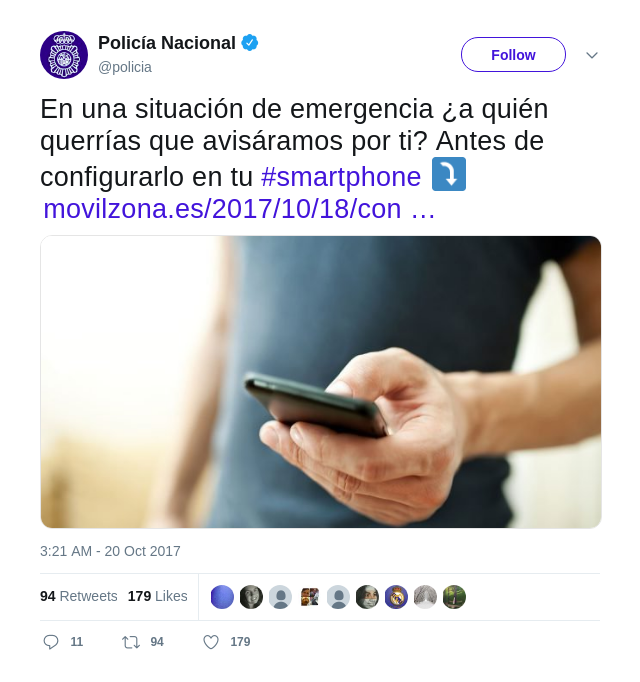 Policía Nacional
@policia
Follow
En una situación de emergencia ¿a quién
querrías que avisáramos por ti? Antes de
configurarlo en tu #smartphone ⤵
movilzona.es/2017/10/18/con …
3:21 AM - 20 Oct 2017
94 Retweets 179 Likes
11 94 179